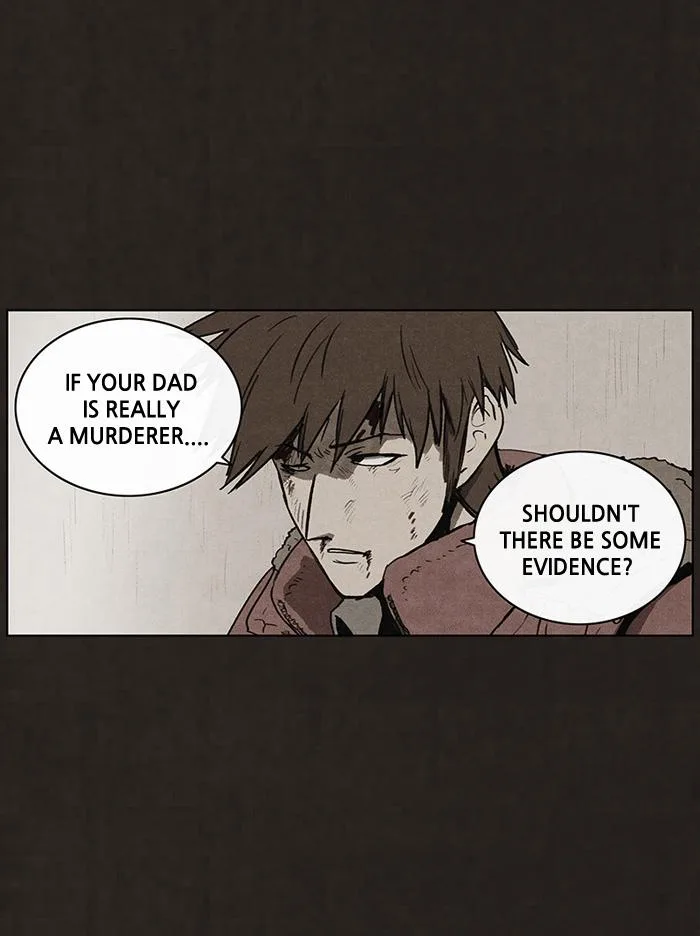 IF YOUR DAD
IS REALLY
A MURDERER....
SHOULDN'T
THERE BE SOME
EVIDENCE?